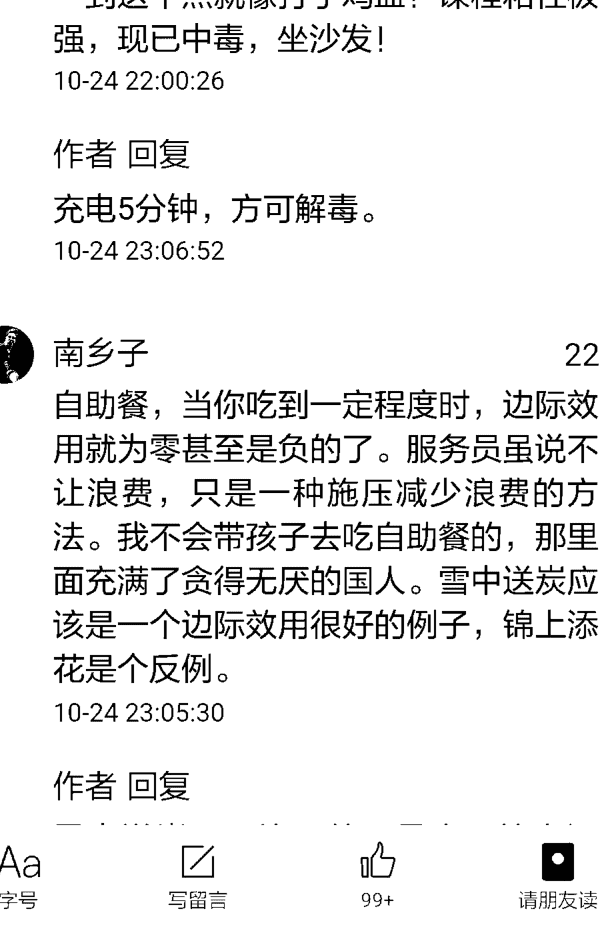 强，现已中毒，坐沙发！
10-24 22:00:26
作者 回复
充电5分钟，方可解毒。
10-24 23:06:52
南乡子
22
自助餐，当你吃到一定程度时，边际效
用就为零甚至是负的了。服务员虽说不
让浪费，只是一种施压减少浪费的方
法。我不会带孩子去吃自助餐的，那里
面充满了贪得无厌的国人。雪中送炭应
该是一个边际效用很好的例子，锦上添
花是个反例。
10-24 23:05:30
作者 回复
Aa
99+
字号
写留言
请朋友读